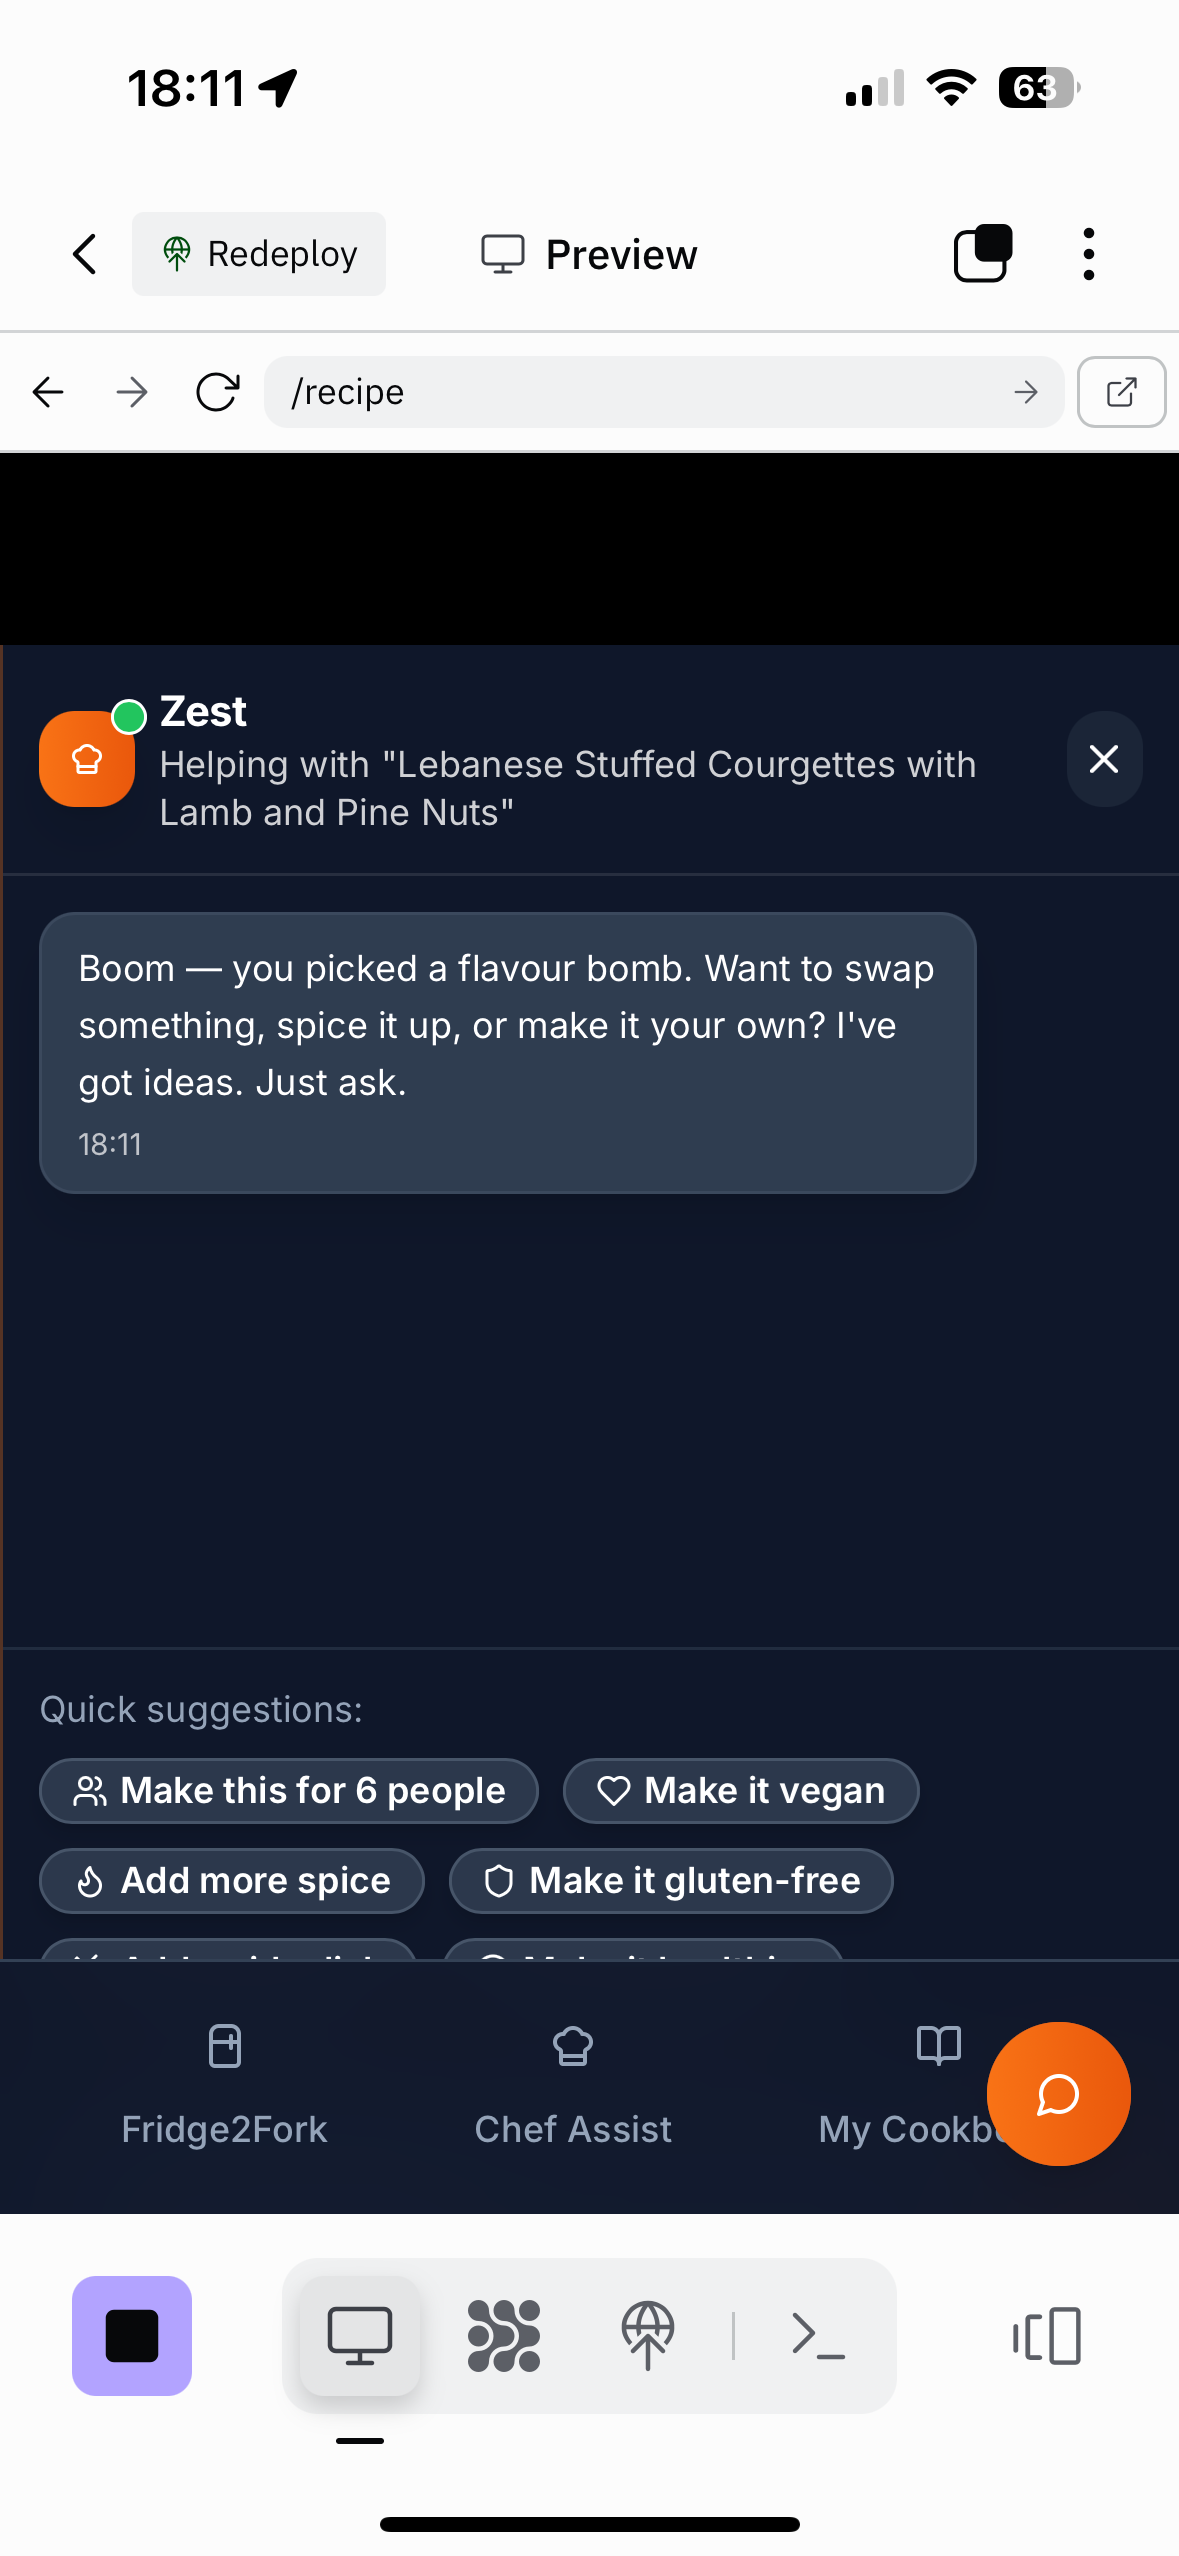 18:11
63
Redeploy
Preview
/recipe
Zest
Helping with "Lebanese Stuffed Courgettes with
Lamb and Pine Nuts"
Boom — you picked a flavour bomb. Want to swap
something, spice it up, or make it your own? I've
got ideas. Just ask.
18:11
Quick suggestions:
Make this for 6 people
Make it vegan
Add more spice
Make it gluten-free
Fridge2Fork
Chef Assist
My Cookb